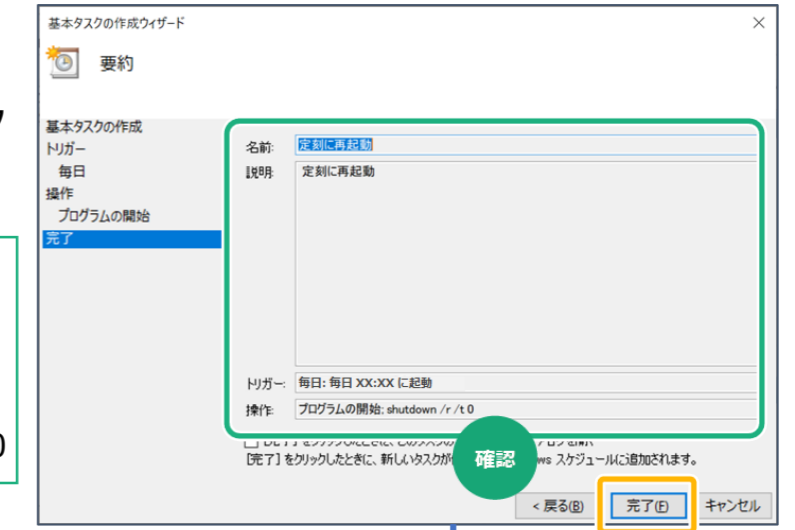 基本タスクの作成ウィザード
要約
基本タスクの作成
トリガー
毎日
操作
プログラムの開始
完了
名前: 定刻に再起動
説明: 定刻に再起動
トリガー: 毎日: 毎日 XX:XX に起動
操作: プログラムの開始; shutdown /r /t 0
[完了] をクリックしたときに、新しいタスクが
ws スケジュールに追加されます。
確認
< 戻る(B)
完了(F)
キャンセル